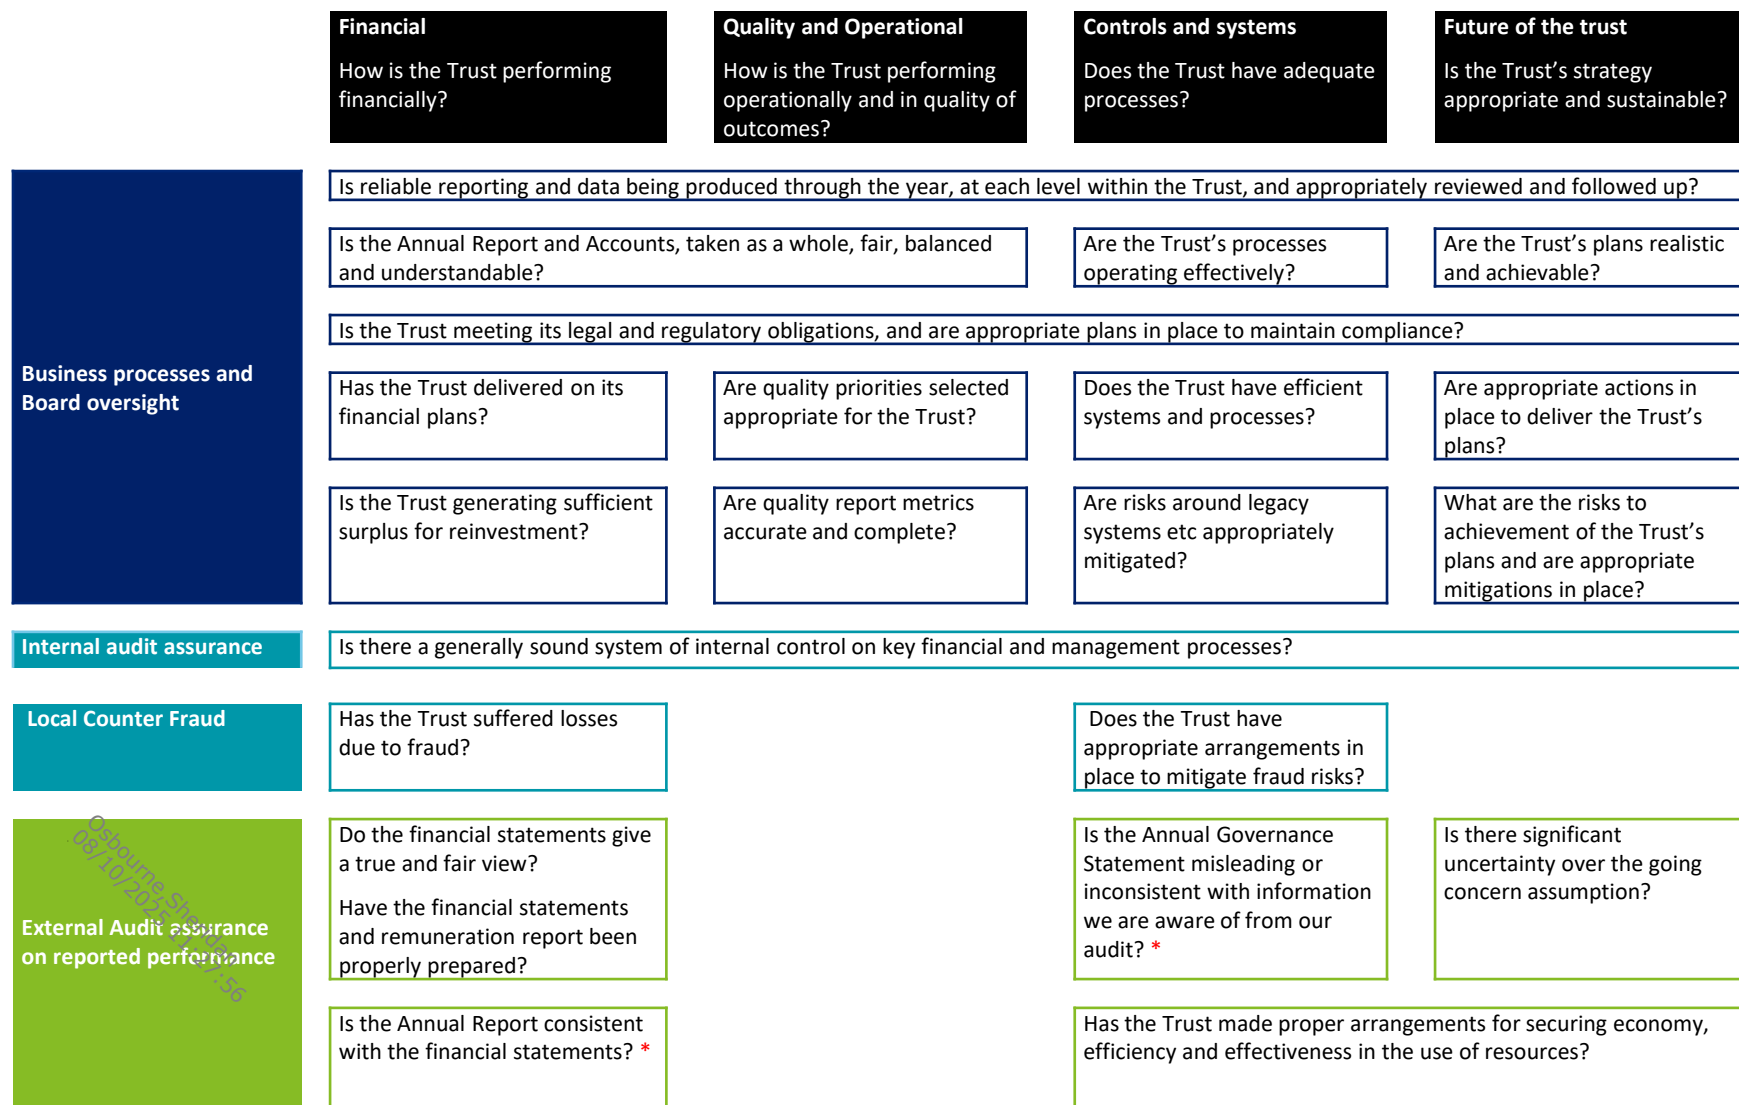 Financial
How is the Trust performing
financially?
Quality and Operational
How is the Trust performing
operationally and in quality of
outcomes?
Controls and systems
Does the Trust have adequate
processes?
Future of the trust
Is the Trust’s strategy
appropriate and sustainable?
Business processes and
Board oversight
Is reliable reporting and data being produced through the year, at each level within the Trust, and appropriately reviewed and followed up?
Is the Annual Report and Accounts, taken as a whole, fair, balanced
and understandable?
Are the Trust’s processes
operating effectively?
Are the Trust’s plans realistic
and achievable?
Is the Trust meeting its legal and regulatory obligations, and are appropriate plans in place to maintain compliance?
Has the Trust delivered on its
financial plans?
Are quality priorities selected
appropriate for the Trust?
Does the Trust have efficient
systems and processes?
Are appropriate actions in
place to deliver the Trust’s
plans?
Is the Trust generating sufficient
surplus for reinvestment?
Are quality report metrics
accurate and complete?
Are risks around legacy
systems etc appropriately
mitigated?
What are the risks to
achievement of the Trust’s
plans and are appropriate
mitigations in place?
Internal audit assurance
Is there a generally sound system of internal control on key financial and management processes?
Local Counter Fraud
Has the Trust suffered losses
due to fraud?
Does the Trust have
appropriate arrangements in
place to mitigate fraud risks?
External Audit assurance
on reported performance
Do the financial statements give
a true and fair view?
Have the financial statements
and remuneration report been
properly prepared?
Is the Annual Governance
Statement misleading or
inconsistent with information
we are aware of from our
audit? *
Is there significant
uncertainty over the going
concern assumption?
Is the Annual Report consistent
with the financial statements? *
Has the Trust made proper arrangements for securing economy,
efficiency and effectiveness in the use of resources?
Osbourne
08/10/2025